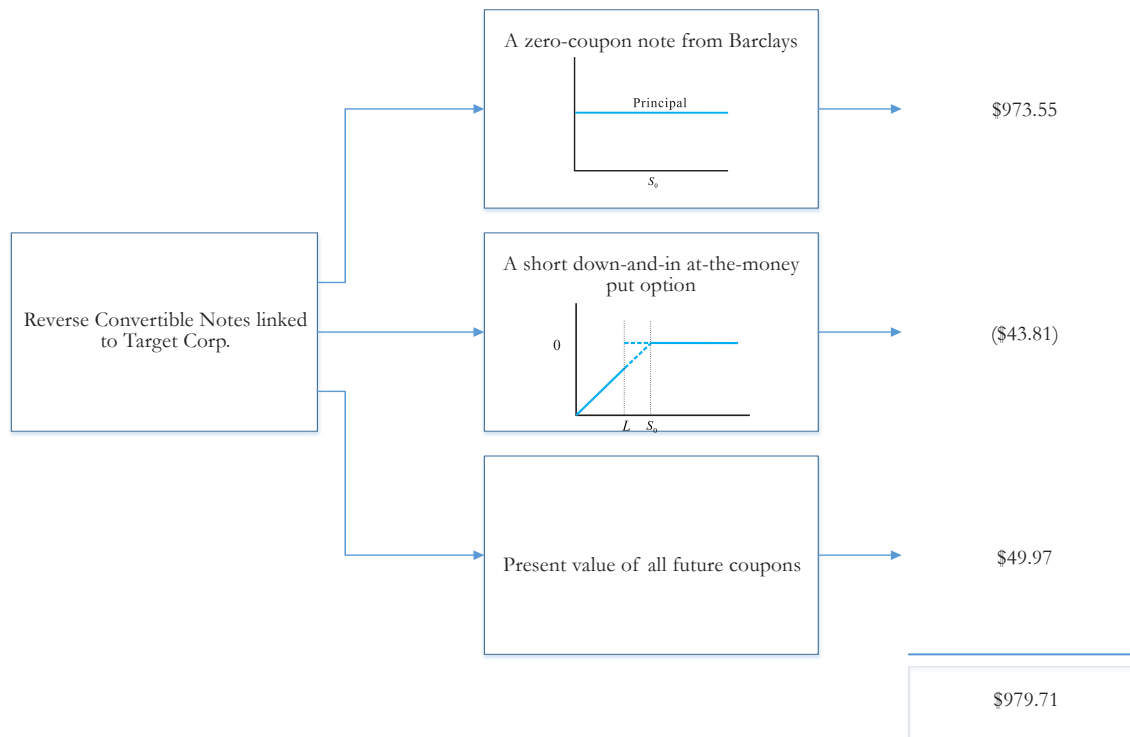 A zero-coupon note from Barclays
Principal
S₀
$973.55
Reverse Convertible Notes linked
to Target Corp.
A short down-and-in at-the-money
put option
0
L S₀
($43.81)
Present value of all future coupons
$49.97
$979.71